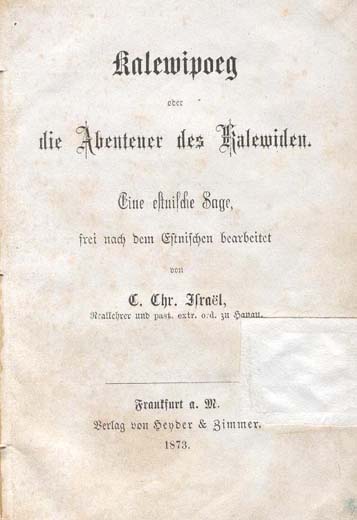 Kalewipoeg
oder
die Abenteuer des Kalewiden.
Eine estnische Sage,
frei nach dem Estnischen bearbeitet
von
C. Chr. Israël,
Reallehrer und past. extr. ord. zu Hanau.
Frankfurt a. M.
Verlag von Heyder & Zimmer.
1873.